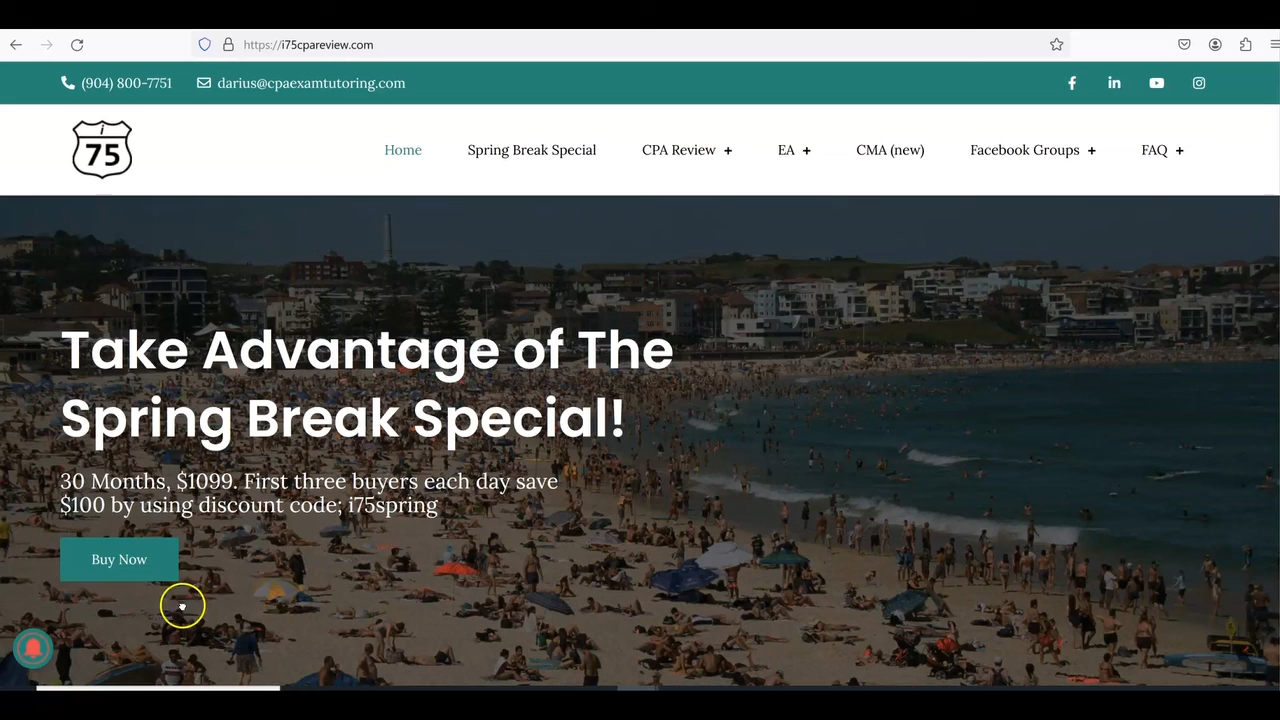 https://i75cpareview.com
(904) 800-7751 darius@cpaexamtutoring.com
i
75
Home Spring Break Special CPA Review + EA + CMA (new) Facebook Groups + FAQ +
Take Advantage of The
Spring Break Special!
30 Months, $1099. First three buyers each day save
$100 by using discount code; i75spring
Buy Now